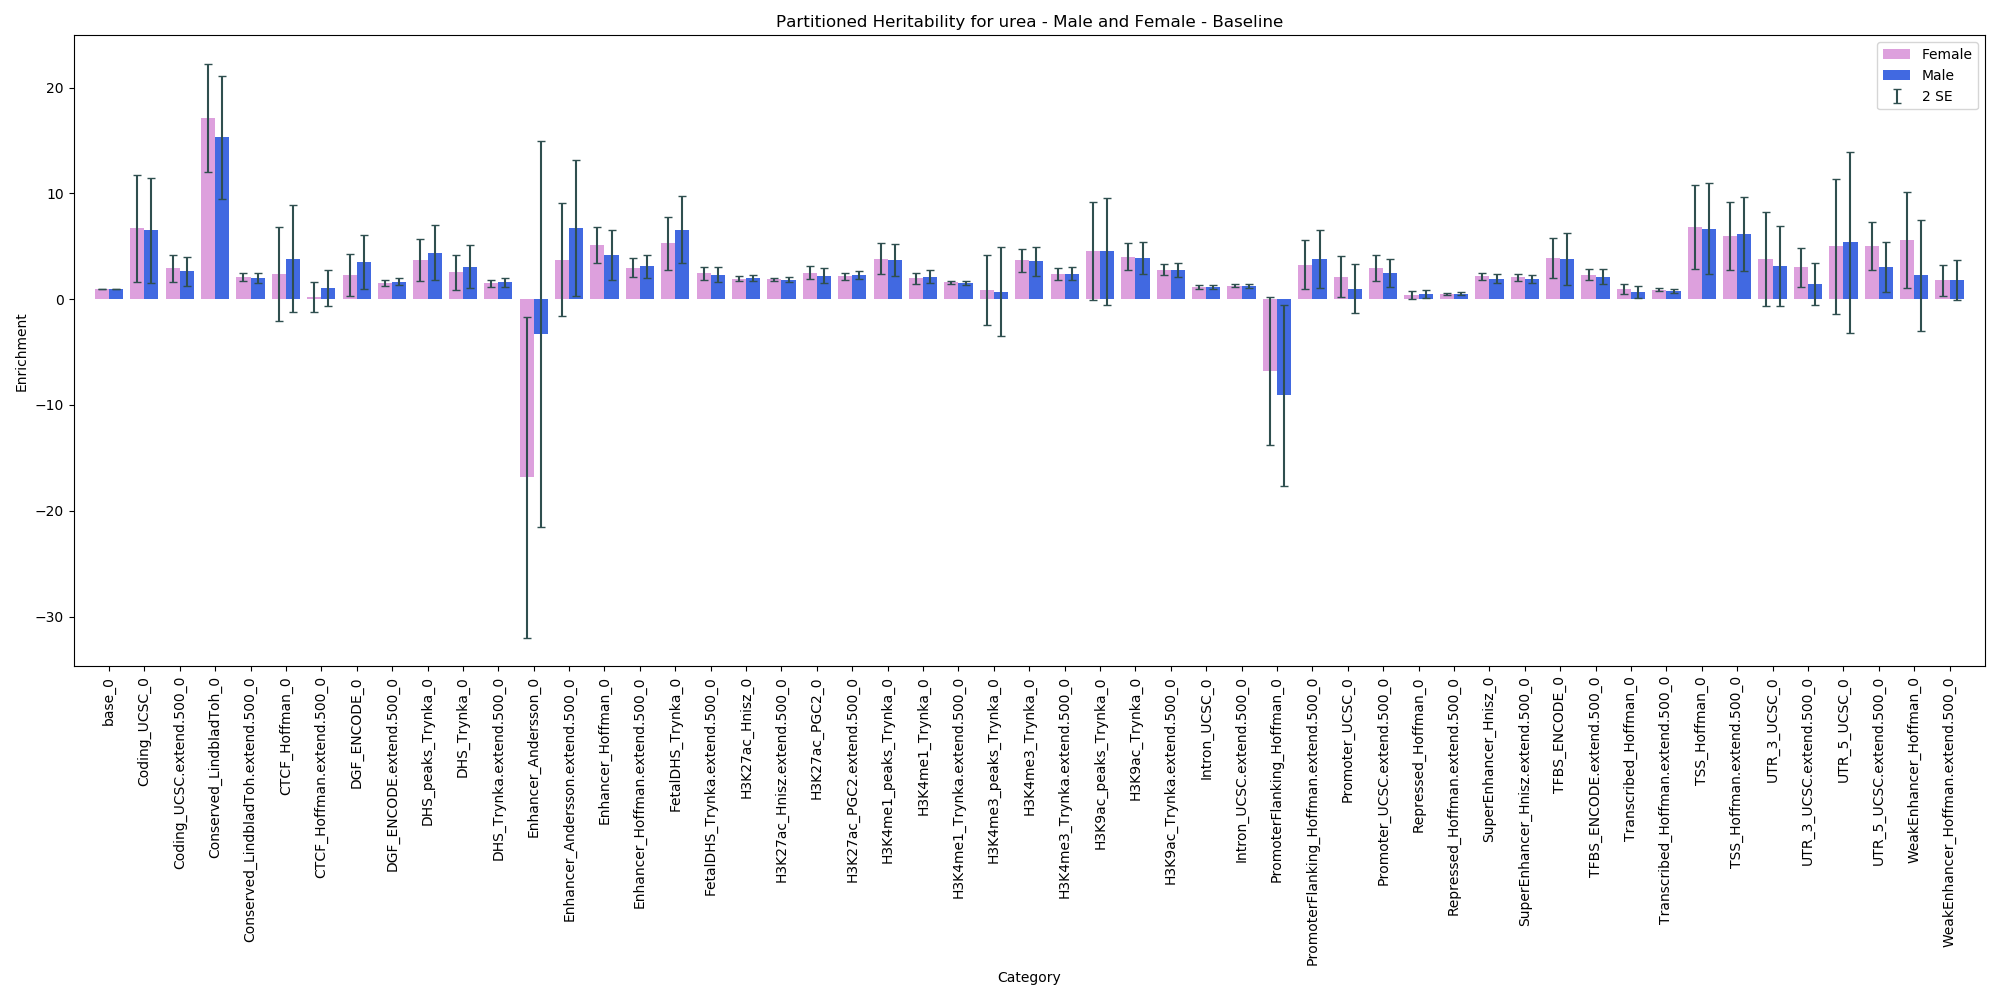 Partitioned Heritability for urea - Male and Female - Baseline
Female
Male
2 SE
Enrichment
20
10
0
−10
−20
−30
base_0
Coding_UCSC_0
Coding_UCSC.extend.500_0
Conserved_LindbladToh_0
Conserved_LindbladToh.extend.500_0
CTCF_Hoffman_0
CTCF_Hoffman.extend.500_0
DGF_ENCODE_0
DGF_ENCODE.extend.500_0
DHS_peaks_Trynka_0
DHS_Trynka_0
DHS_Trynka.extend.500_0
Enhancer_Andersson_0
Enhancer_Andersson.extend.500_0
Enhancer_Hoffman_0
Enhancer_Hoffman.extend.500_0
FetalDHS_Trynka_0
FetalDHS_Trynka.extend.500_0
H3K27ac_Hnisz_0
H3K27ac_Hnisz.extend.500_0
H3K27ac_PGC2_0
H3K27ac_PGC2.extend.500_0
H3K4me1_peaks_Trynka_0
H3K4me1_Trynka_0
H3K4me1_Trynka.extend.500_0
H3K4me3_peaks_Trynka_0
H3K4me3_Trynka_0
H3K4me3_Trynka.extend.500_0
H3K9ac_peaks_Trynka_0
H3K9ac_Trynka_0
H3K9ac_Trynka.extend.500_0
Intron_UCSC_0
Intron_UCSC.extend.500_0
PromoterFlanking_Hoffman_0
PromoterFlanking_Hoffman.extend.500_0
Promoter_UCSC_0
Promoter_UCSC.extend.500_0
Repressed_Hoffman_0
Repressed_Hoffman.extend.500_0
SuperEnhancer_Hnisz_0
SuperEnhancer_Hnisz.extend.500_0
TFBS_ENCODE_0
TFBS_ENCODE.extend.500_0
Transcribed_Hoffman_0
Transcribed_Hoffman.extend.500_0
TSS_Hoffman_0
TSS_Hoffman.extend.500_0
UTR_3_UCSC_0
UTR_3_UCSC.extend.500_0
UTR_5_UCSC_0
UTR_5_UCSC.extend.500_0
WeakEnhancer_Hoffman_0
WeakEnhancer_Hoffman.extend.500_0
Category